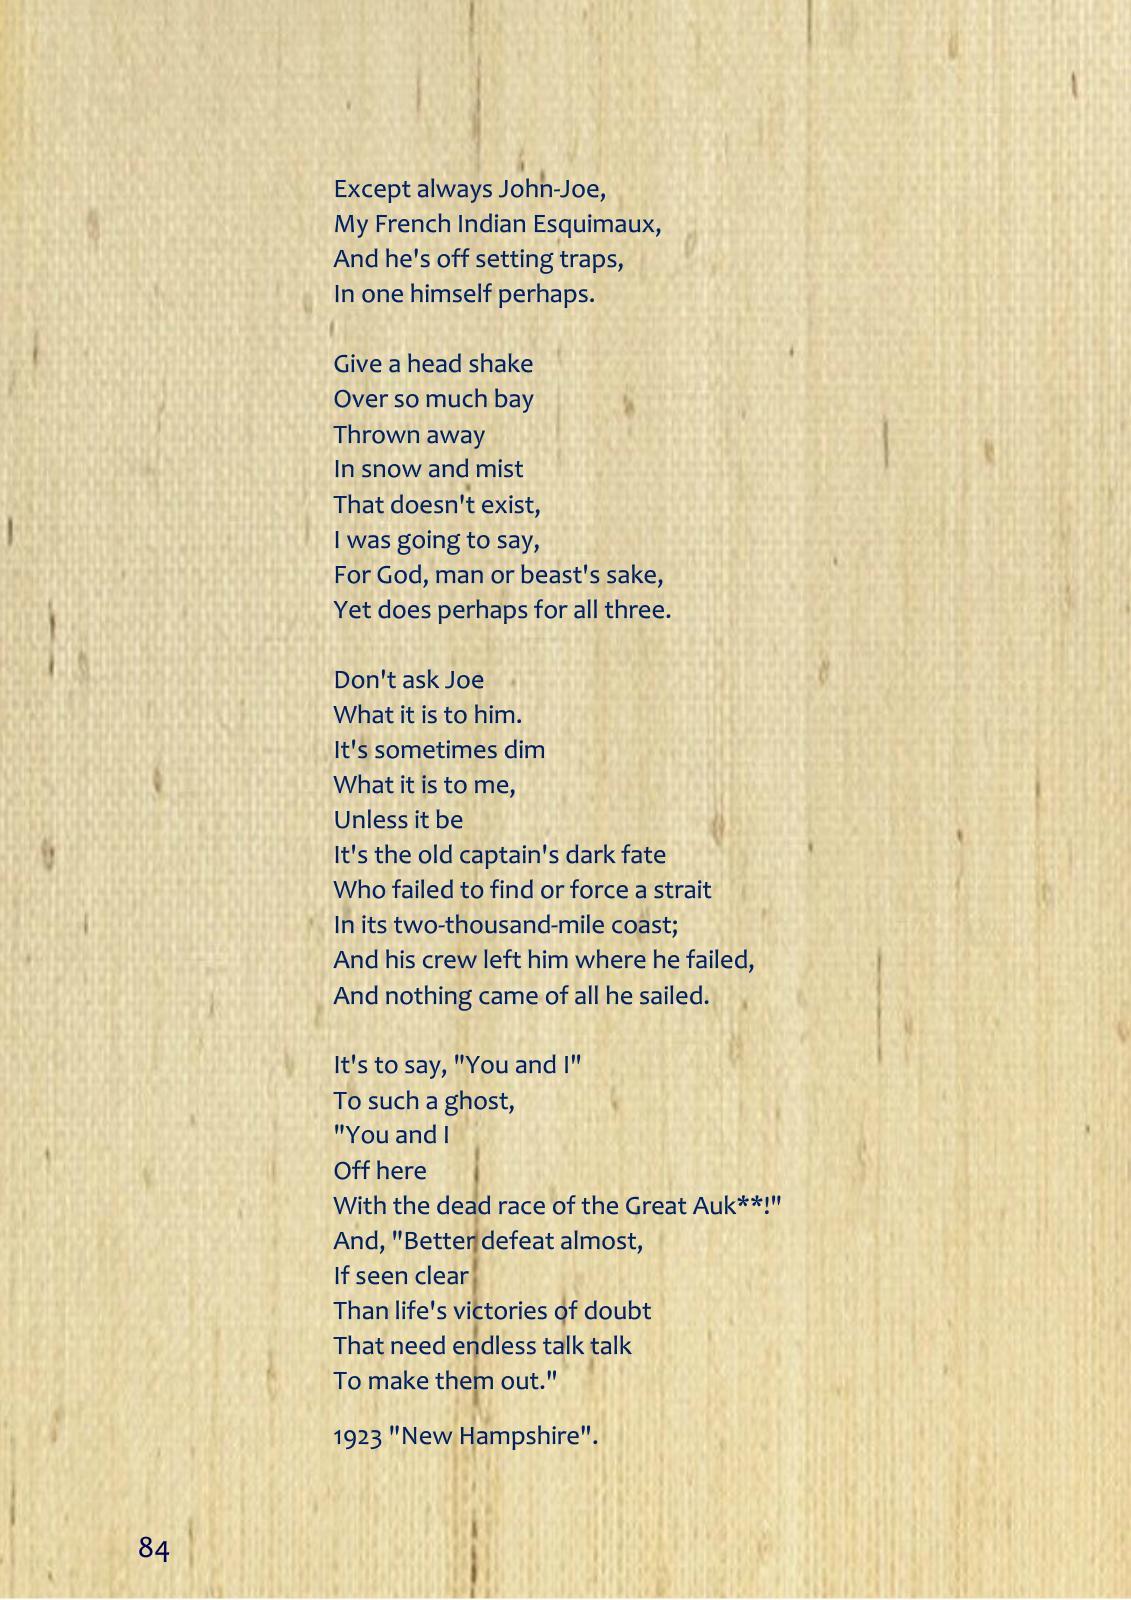 Except always John-Joe,
My French Indian Esquimaux,
And he's off setting traps,
In one himself perhaps.
Give a head shake
Over so much bay
Thrown away
In snow and mist
That doesn't exist,
I was going to say,
For God, man or beast's sake,
Yet does perhaps for all three.
Don't ask Joe
What it is to him.
It's sometimes dim
What it is to me,
Unless it be
It's the old captain's dark fate
Who failed to find or force a strait
In its two-thousand-mile coast;
And his crew left him where he failed,
And nothing came of all he sailed.
It's to say, "You and I"
To such a ghost,
"You and I
Off here
With the dead race of the Great Auk**!"
And, "Better defeat almost,
If seen clear
Than life's victories of doubt
That need endless talk talk
To make them out."
1923 "New Hampshire".
84